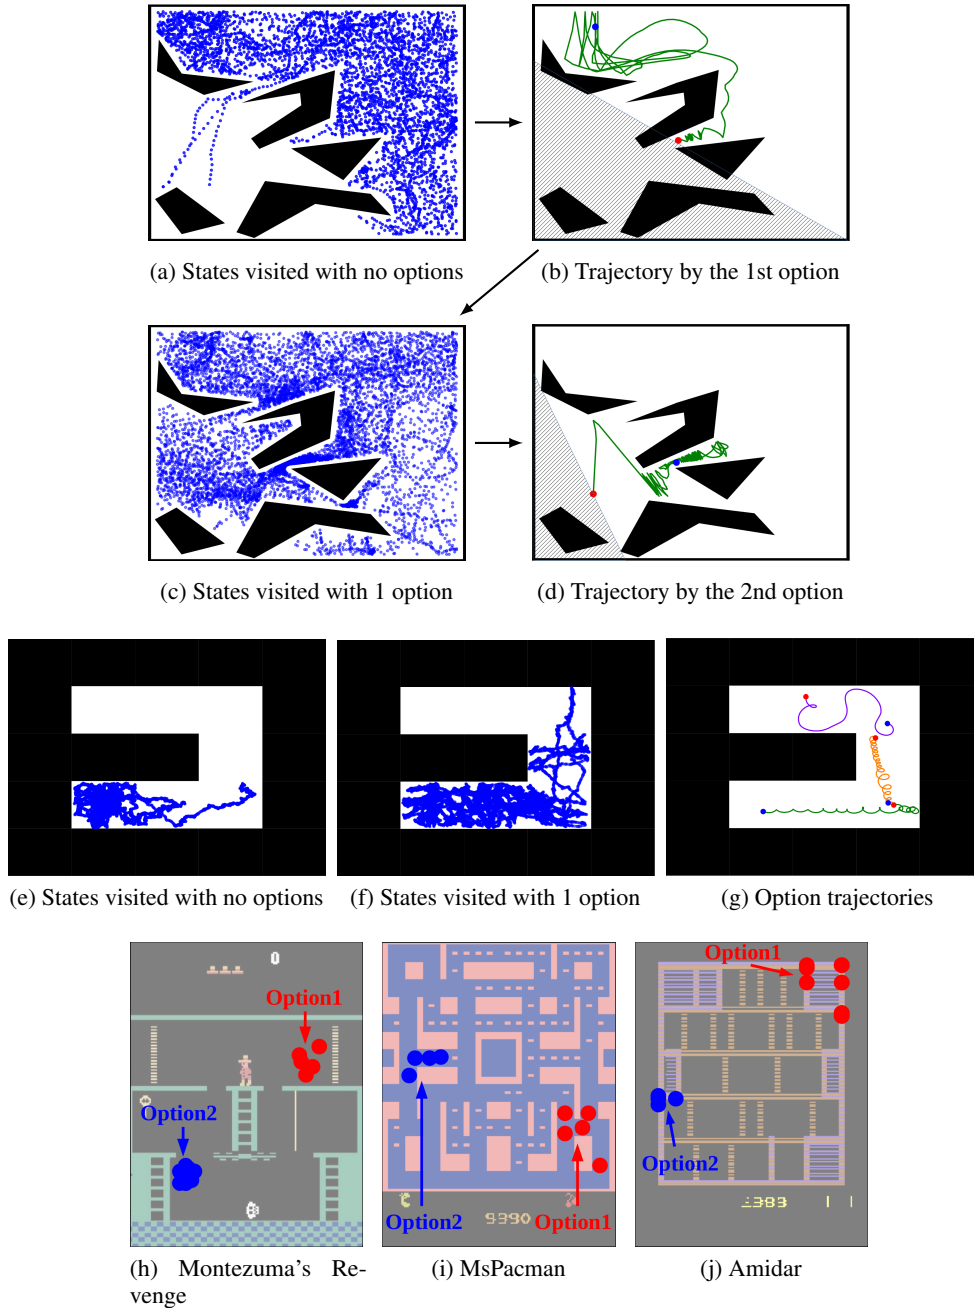 (a) States visited with no options
(b) Trajectory by the 1st option
(c) States visited with 1 option
(d) Trajectory by the 2nd option
(e) States visited with no options
(f) States visited with 1 option
(g) Option trajectories
0
Option1
Option2
Option2
9390
Option1
Option1
Option2
383
(h) Montezuma's Re-
venge
(i) MsPacman
(j) Amidar